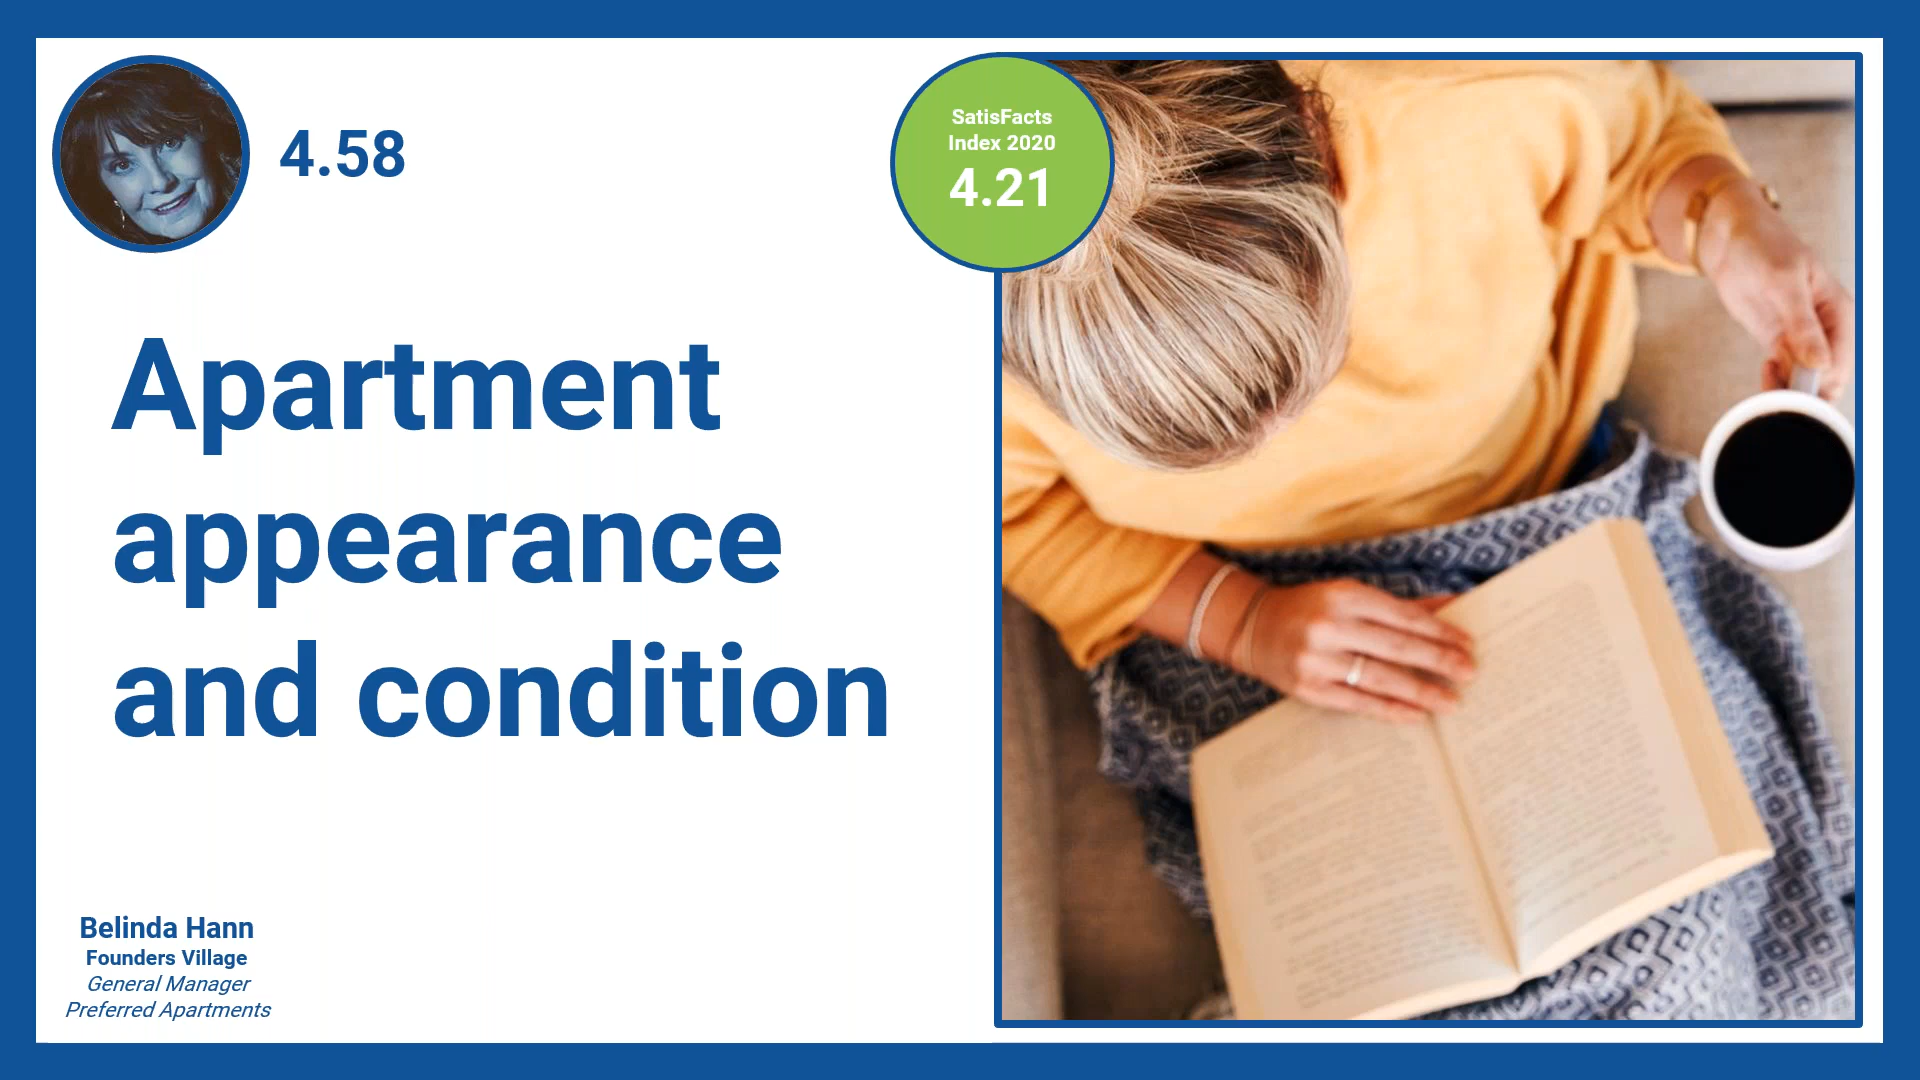 4.58
SatisFacts
Index 2020
4.21
Apartment
appearance
and condition
Belinda Hann
Founders Village
General Manager
Preferred Apartments